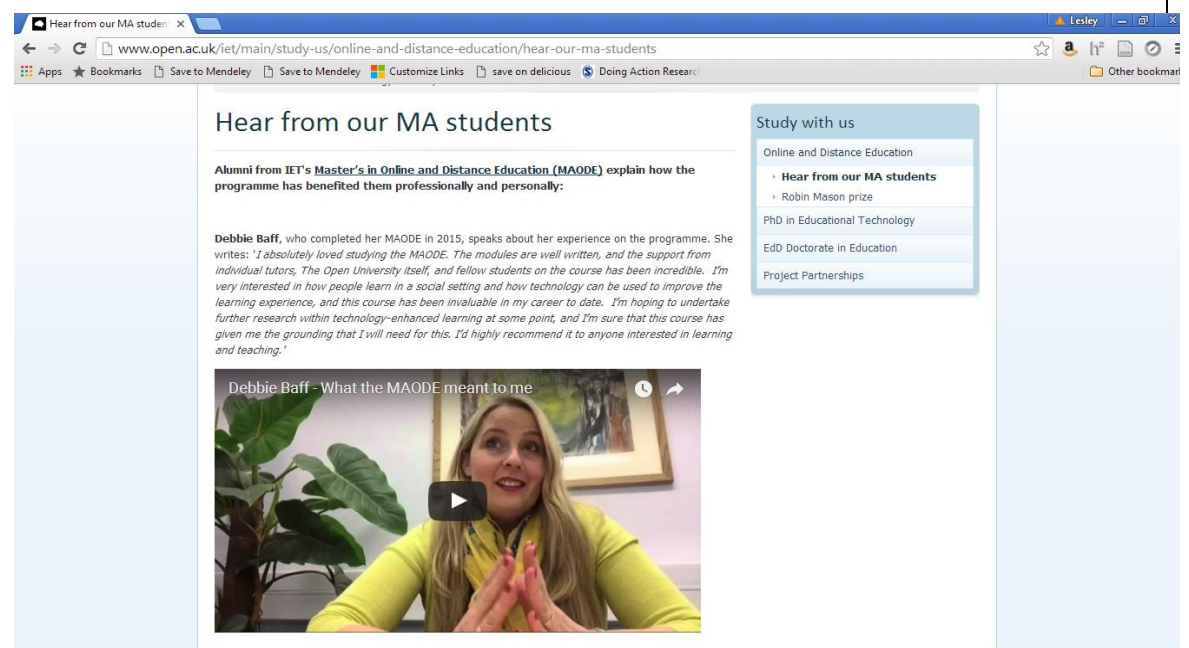 Hear from our MA studen
Lesley
www.open.ac.uk/iet/main/study-us/online-and-distance-education/hear-our-ma-students
Apps Bookmarks Save to Mendeley Save to Mendeley Customize Links save on delicious Doing Action Researc Other bookmar
Hear from our MA students
Alumni from IET's Master's in Online and Distance Education (MAODE) explain how the
programme has benefited them professionally and personally:
Debbie Baff, who completed her MAODE in 2015, speaks about her experience on the programme. She
writes: 'I absolutely loved studying the MAODE. The modules are well written, and the support from
individual tutors, The Open University itself, and fellow students on the course has been incredible. I'm
very interested in how people learn in a social setting and how technology can be used to improve the
learning experience, and this course has been invaluable in my career to date. I'm hoping to undertake
further research within technology-enhanced learning at some point, and I'm sure that this course has
given me the grounding that I will need for this. I'd highly recommend it to anyone interested in learning
and teaching.'
Debbie Baff - What the MAODE meant to me
Study with us
Online and Distance Education
Hear from our MA students
Robin Mason prize
PhD in Educational Technology
EdD Doctorate in Education
Project Partnerships